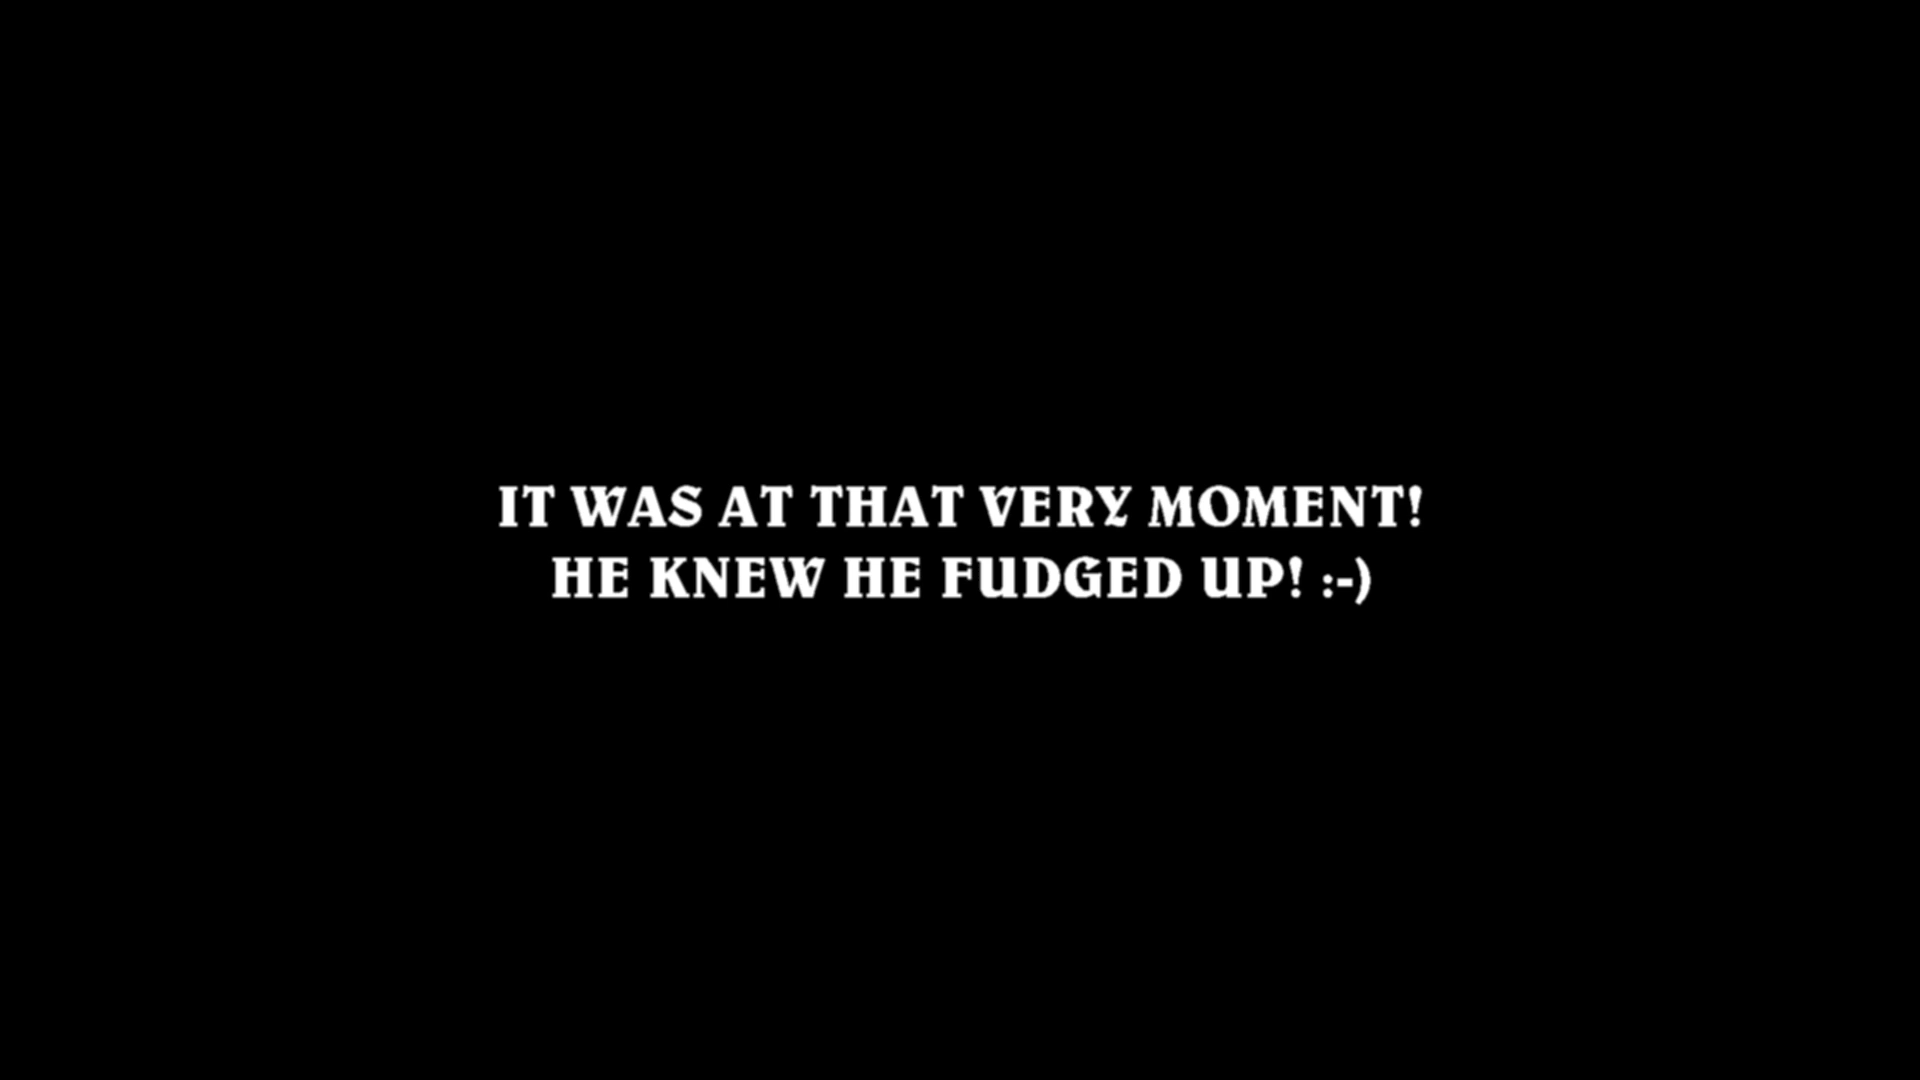 IT WAS AT THAT VERY MOMENT!
HE KNEW HE FUDGED UP! :-)